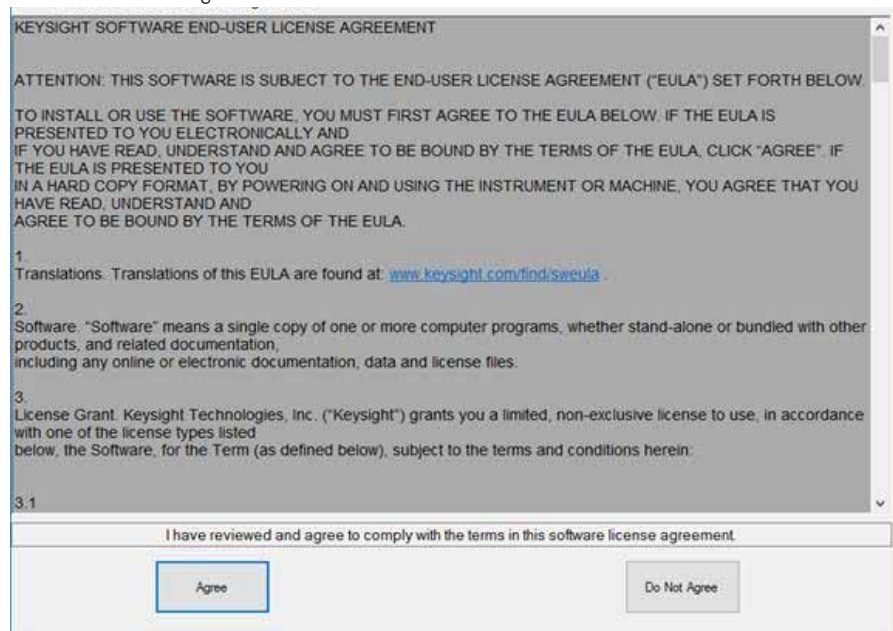 KEYSIGHT SOFTWARE END-USER LICENSE AGREEMENT
ATTENTION: THIS SOFTWARE IS SUBJECT TO THE END-USER LICENSE AGREEMENT (“EULA”) SET FORTH BELOW.
TO INSTALL OR USE THE SOFTWARE, YOU MUST FIRST AGREE TO THE EULA BELOW. IF THE EULA IS
PRESENTED TO YOU ELECTRONICALLY AND
IF YOU HAVE READ, UNDERSTAND AND AGREE TO BE BOUND BY THE TERMS OF THE EULA, CLICK “AGREE”. IF
THE EULA IS PRESENTED TO YOU
IN A HARD COPY FORMAT, BY POWERING ON AND USING THE INSTRUMENT OR MACHINE, YOU AGREE THAT YOU
HAVE READ, UNDERSTAND AND
AGREE TO BE BOUND BY THE TERMS OF THE EULA.
1.
Translations. Translations of this EULA are found at: www.keysight.com/find/sweula .
2.
Software. “Software” means a single copy of one or more computer programs, whether stand-alone or bundled with other
products, and related documentation,
including any online or electronic documentation, data and license files.
3.
License Grant. Keysight Technologies, Inc. (“Keysight”) grants you a limited, non-exclusive license to use, in accordance
with one of the license types listed
below, the Software, for the Term (as defined below), subject to the terms and conditions herein:
3.1
I have reviewed and agree to comply with the terms in this software license agreement.
Agree
Do Not Agree